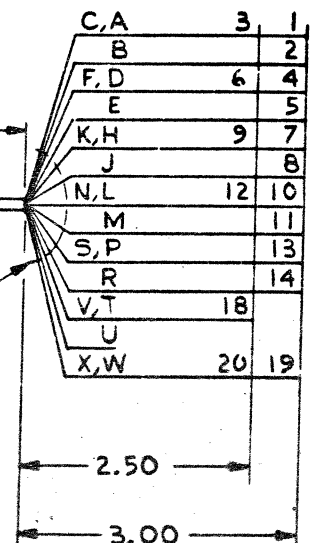 C,A 3 1
B 2
F,D 6 4
E 5
K,H 9 7
J 8
N,L 12 10
M 11
S,P 13
R 14
V,T 18
U
X,W 20 19
2.50
3.00